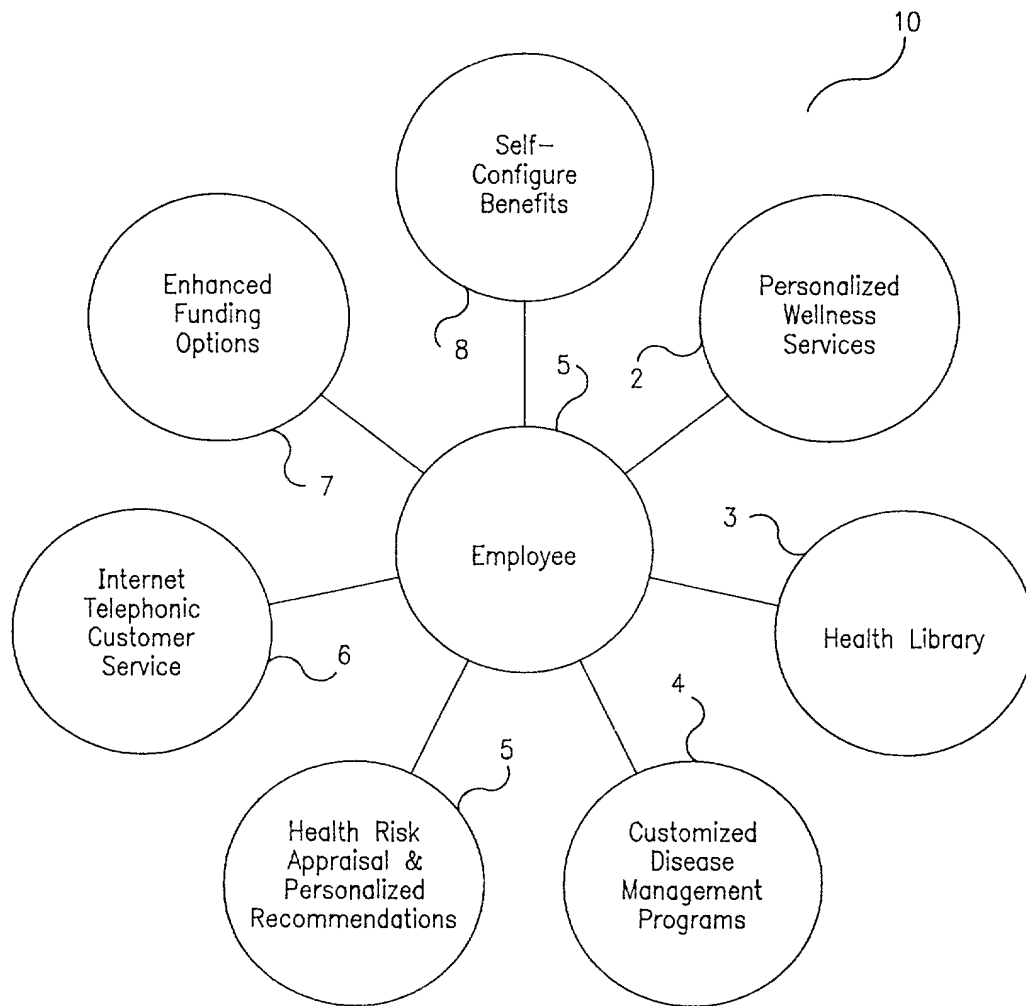 10
Self-
Configure
Benefits
8
Enhanced
Funding
Options
7
Personalized
Wellness
Services
2
5
Employee
3
Health Library
Internet
Telephonic
Customer
Service
6
4
Customized
Disease
Management
Programs
5
Health Risk
Appraisal &
Personalized
Recommendations